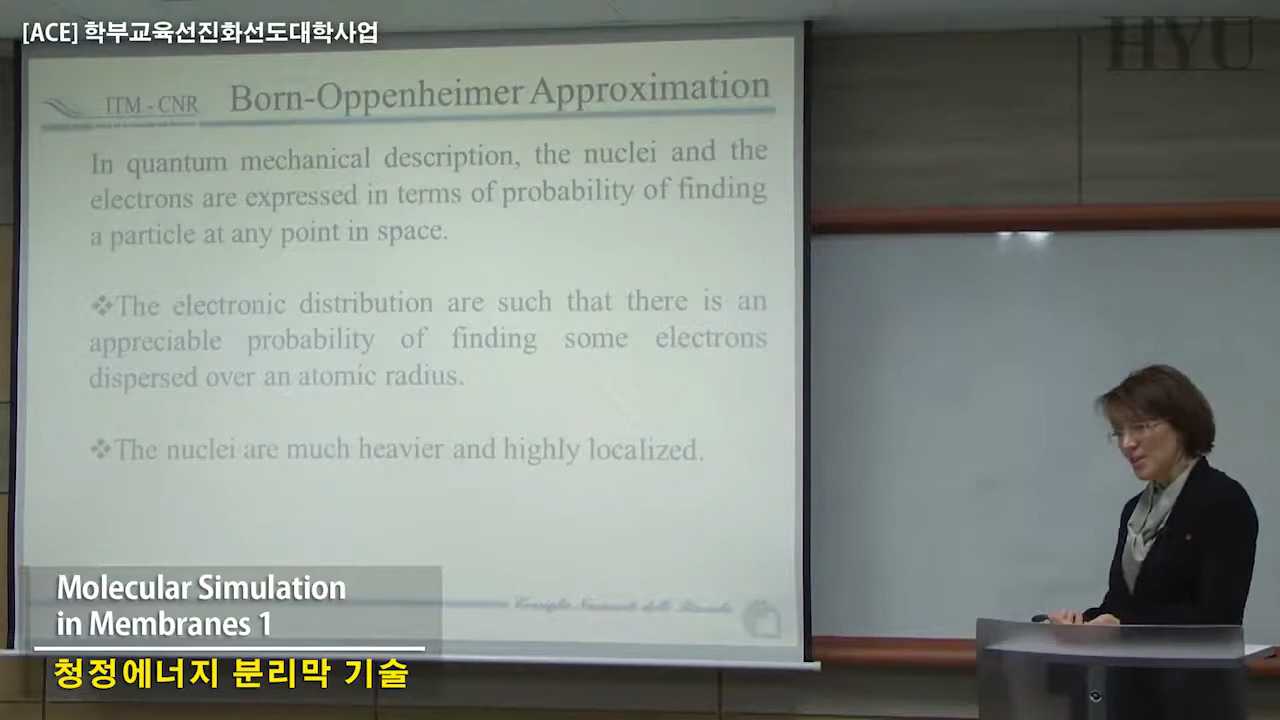 [ACE] 학부교육선진화선도대학사업
HYU
ITM - CNR
Born-Oppenheimer Approximation
In quantum mechanical description, the nuclei and the
electrons are expressed in terms of probability of finding
a particle at any point in space.
❖The electronic distribution are such that there is an
appreciable probability of finding some electrons
dispersed over an atomic radius.
❖The nuclei are much heavier and highly localized.
Consiglio Nazionale delle Ricerche
Molecular Simulation
in Membranes 1
청정에너지 분리막 기술